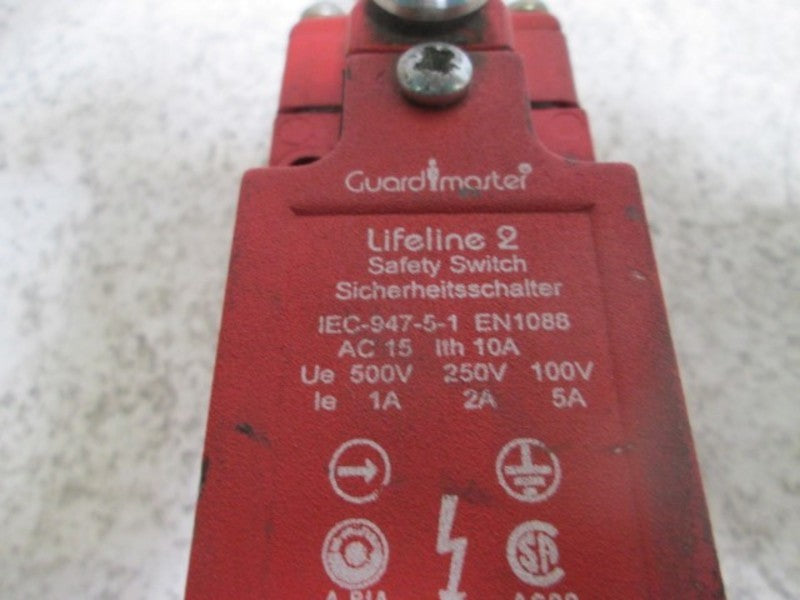 Guardmaster
Lifeline 2
Safety Switch
Sicherheitsschalter
IEC-947-5-1 EN1088
AC 15 Ith 10A
Ue 500V 250V 100V
Ie 1A 2A 5A
SA